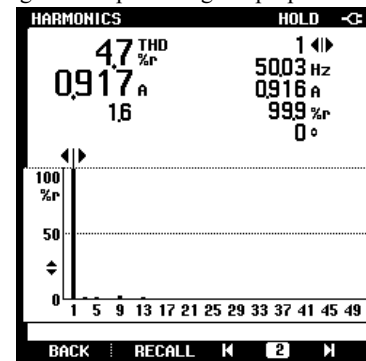 HARMONICS HOLD
4.7 THD %r 1
50.03 Hz
0.917 A 0.916 A
1.6 99.9 %r
0 °
100
%r
50
0
1 5 9 13 17 21 25 29 33 37 41 45 49
BACK RECALL 2